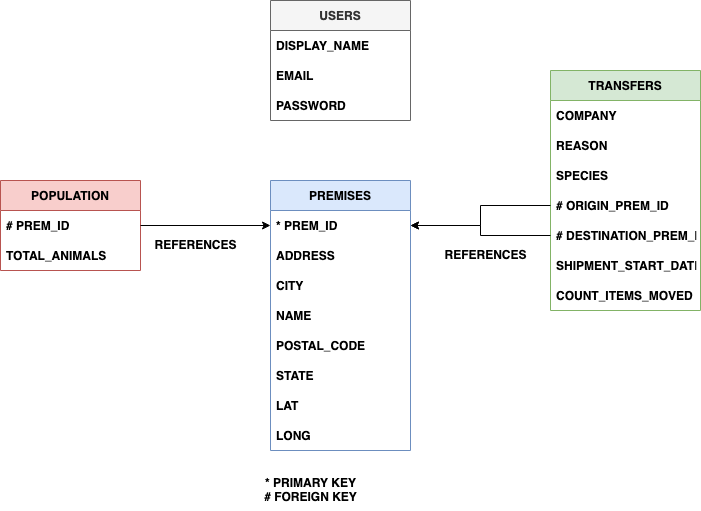 USERS
DISPLAY_NAME
EMAIL
PASSWORD
TRANSFERS
COMPANY
REASON
SPECIES
# ORIGIN_PREM_ID
# DESTINATION_PREM_I
SHIPMENT_START_DATI
COUNT_ITEMS_MOVED
POPULATION
# PREM_ID
TOTAL_ANIMALS
REFERENCES
PREMISES
* PREM_ID
ADDRESS
CITY
NAME
POSTAL_CODE
STATE
LAT
LONG
REFERENCES
* PRIMARY KEY
# FOREIGN KEY